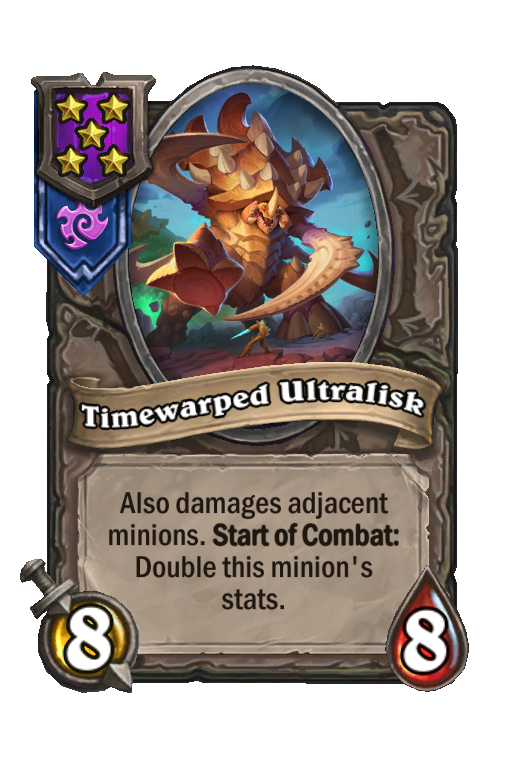 Timewarped Ultralisk
Also damages adjacent
minions. Start of Combat:
Double this minion's
stats.
8
8